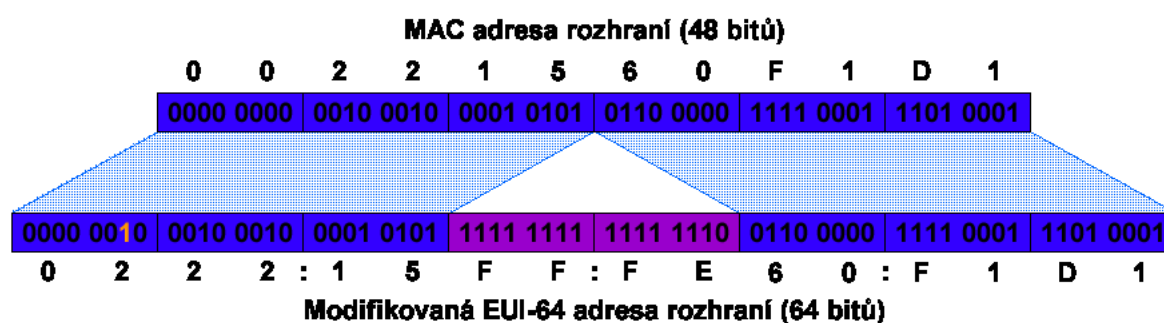 MAC adresa rozhraní (48 bitů)
0 0 2 2 1 5 6 0 F 1 D 1
0000 0000 0010 0010 0001 0101 0110 0000 1111 0001 1101 0001
0000 0010 0010 0010 0001 0101 1111 1111 1111 1110 0110 0000 1111 0001 1101 0001
0 2 2 2 : 1 5 F F : F E 6 0 : F 1 D 1
Modifikovaná EUI-64 adresa rozhraní (64 bitů)